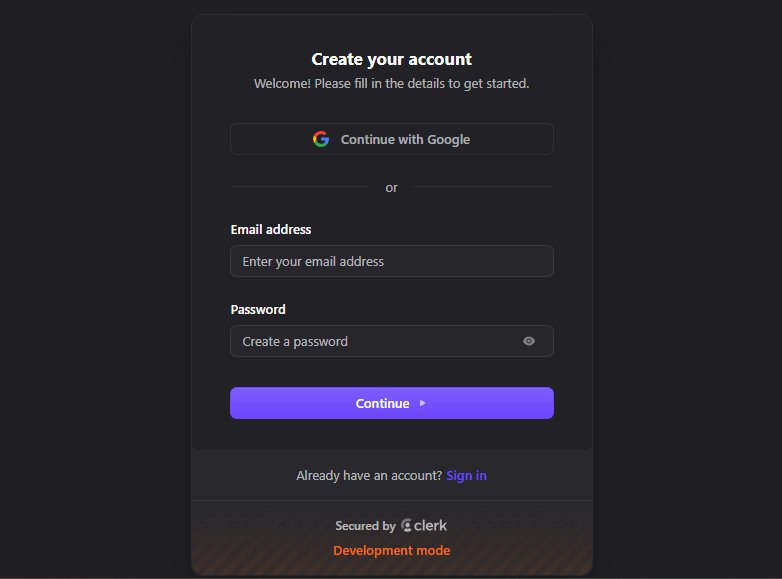 Create your account
Welcome! Please fill in the details to get started.
Continue with Google
or
Email address
Enter your email address
Password
Create a password
Continue
Already have an account? Sign in
Secured by clerk
Development mode